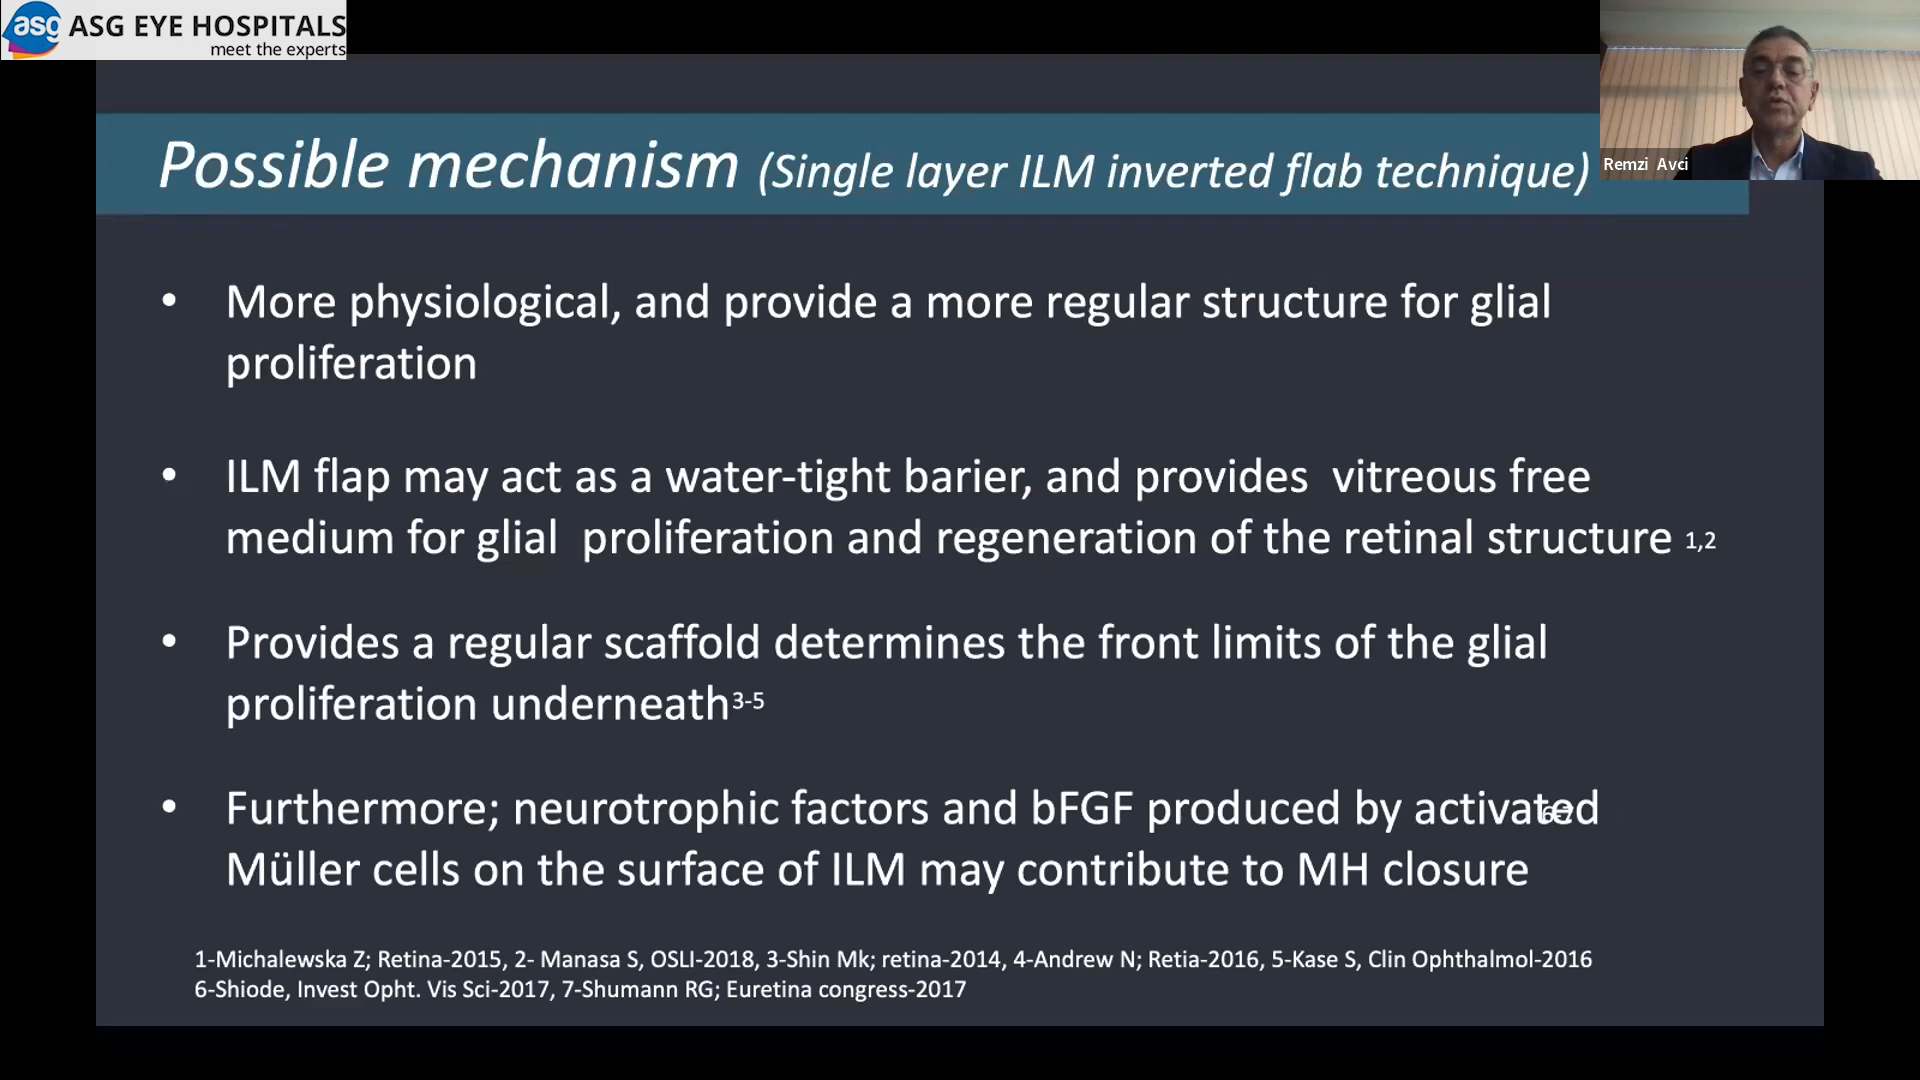 asg ASG EYE HOSPITALS
meet the experts
Remzi Avci
Possible mechanism (Single layer ILM inverted flab technique)
• More physiological, and provide a more regular structure for glial
proliferation
• ILM flap may act as a water-tight barier, and provides vitreous free
medium for glial proliferation and regeneration of the retinal structure 1,2
• Provides a regular scaffold determines the front limits of the glial
proliferation underneath3-5
• Furthermore; neurotrophic factors and bFGF produced by activated
6-7
Müller cells on the surface of ILM may contribute to MH closure
1-Michalewska Z; Retina-2015, 2- Manasa S, OSLI-2018, 3-Shin Mk; retina-2014, 4-Andrew N; Retia-2016, 5-Kase S, Clin Ophthalmol-2016
6-Shiode, Invest Opht. Vis Sci-2017, 7-Shumann RG; Euretina congress-2017